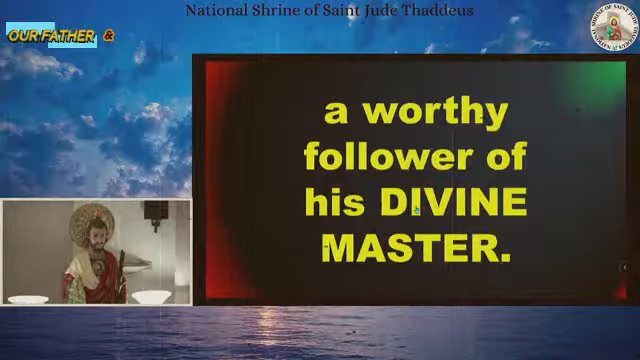 National Shrine of Saint Jude Thaddeus
OUR FATHER &
a worthy
follower of
his DIVINE
MASTER.